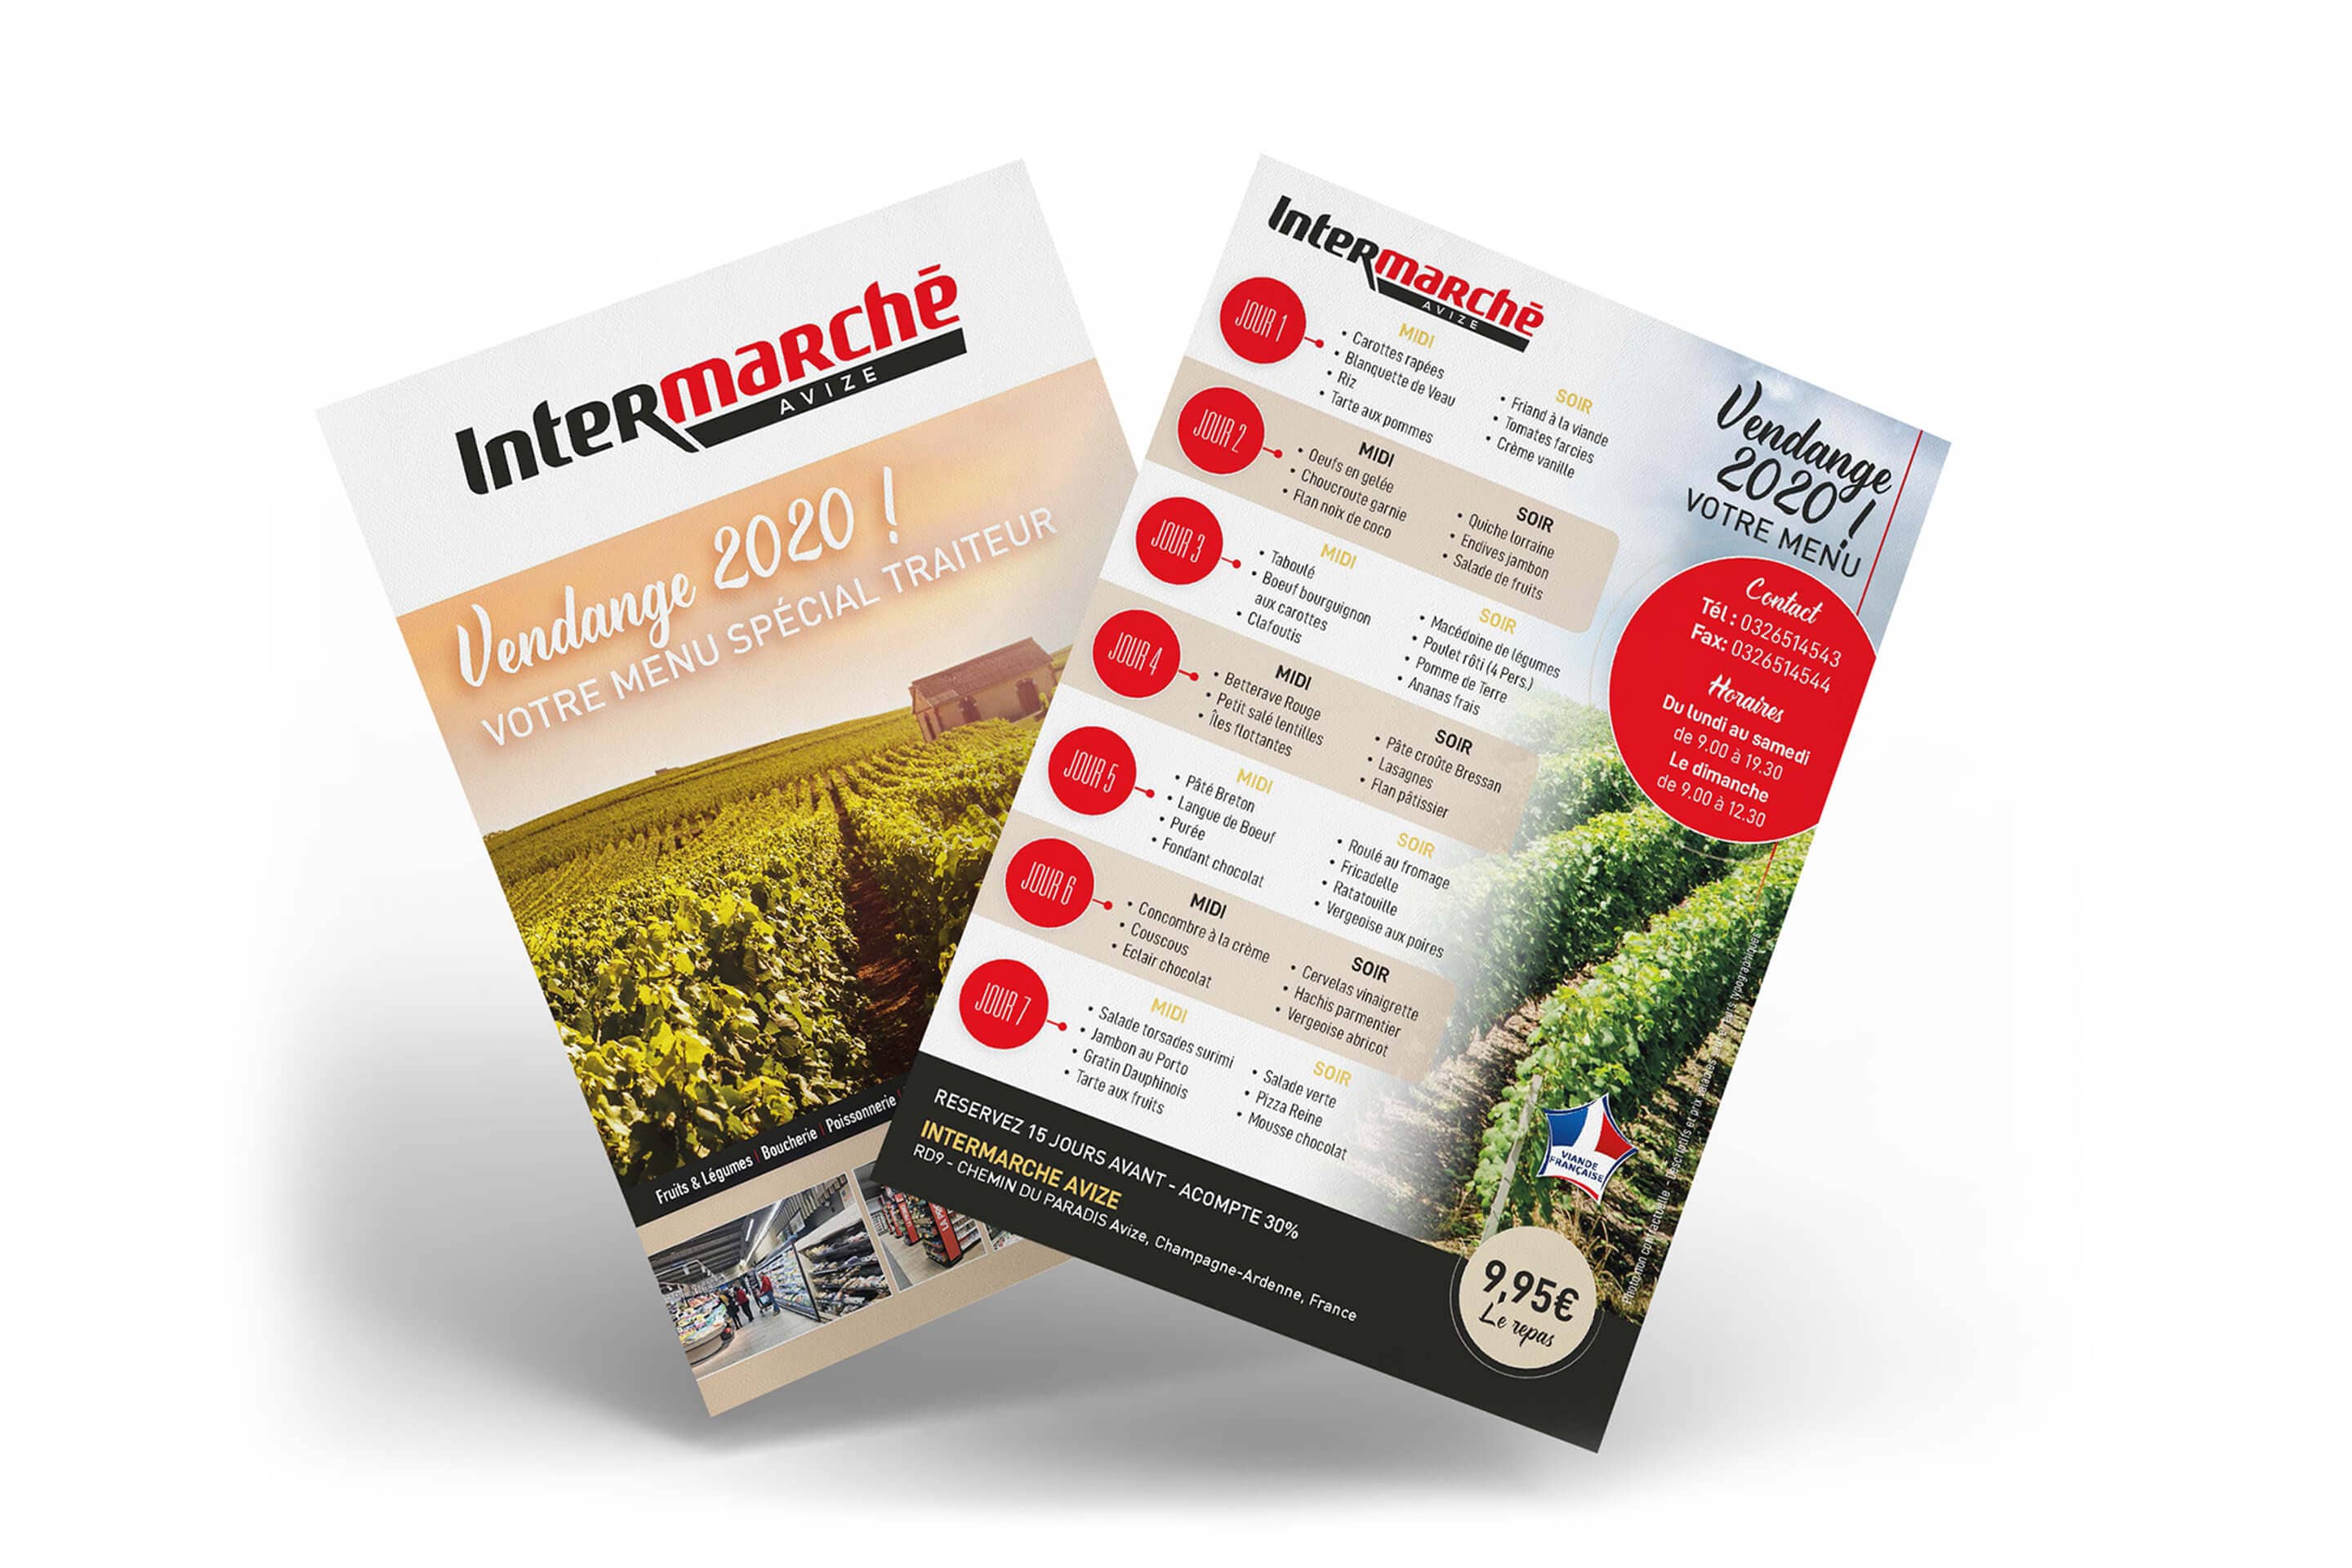 Intermarché
AVIZE
Vendange 2020 !
VOTRE MENU SPÉCIAL TRAITEUR
Fruits & Légumes | Boucherie | Poissonnerie
Intermarché
AVIZE
Vendange
2020 !
VOTRE MENU
JOUR 1
MIDI
• Carottes rapées
• Blanquette de Veau
• Riz
• Tarte aux pommes
SOIR
• Friand à la viande
• Tomates farcies
• Crème vanille
JOUR 2
MIDI
• Oeufs en gelée
• Choucroute garnie
• Flan noix de coco
SOIR
• Quiche lorraine
• Endives jambon
• Salade de fruits
JOUR 3
MIDI
• Taboulé
• Boeuf bourguignon
aux carottes
• Clafoutis
SOIR
• Macédoine de légumes
• Poulet rôti (4 Pers.)
• Pomme de Terre
• Ananas frais
JOUR 4
MIDI
• Betterave Rouge
• Petit salé lentilles
• Îles flottantes
SOIR
• Pâte croûte Bressan
• Lasagnes
• Flan pâtissier
JOUR 5
MIDI
• Pâté Breton
• Langue de Boeuf
• Purée
• Fondant chocolat
SOIR
• Roulé au fromage
• Fricadelle
• Ratatouille
• Vergeoise aux poires
JOUR 6
MIDI
• Concombre à la crème
• Couscous
• Eclair chocolat
SOIR
• Cervelas vinaigrette
• Hachis parmentier
• Vergeoise abricot
JOUR 7
MIDI
• Salade torsades surimi
• Jambon au Porto
• Gratin Dauphinois
• Tarte aux fruits
SOIR
• Salade verte
• Pizza Reine
• Mousse chocolat
Contact
Tél : 0326514543
Fax: 0326514544
Horaires
Du lundi au samedi
de 9.00 à 19.30
Le dimanche
de 9.00 à 12.30
VIANDE
FRANÇAISE
RESERVEZ 15 JOURS AVANT - ACOMPTE 30%
INTERMARCHE AVIZE
RD9 - CHEMIN DU PARADIS Avize, Champagne-Ardenne, France
9,95€
Le repas
Photo non contractuelle - descriptifs et prix valables typographiques